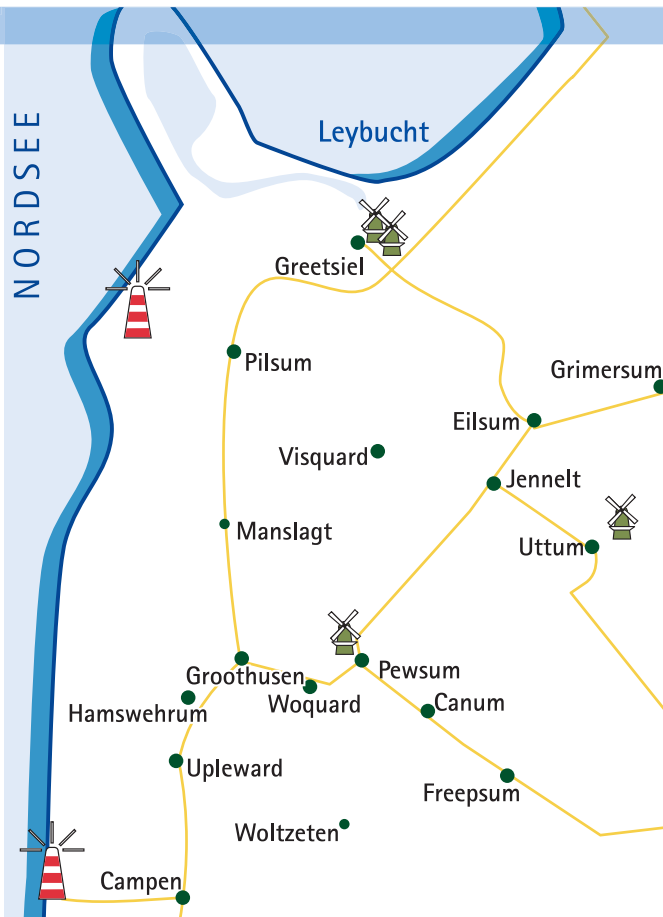 NORDSEE
Leybucht
Greetsiel
Pilsum
Grimersum
Eilsum
Visquard
Jennelt
Manslagt
Uttum
Groothusen
Pewsum
Woquard
Hamswehrum
Canum
Upleward
Freepsum
Woltzeten
Campen